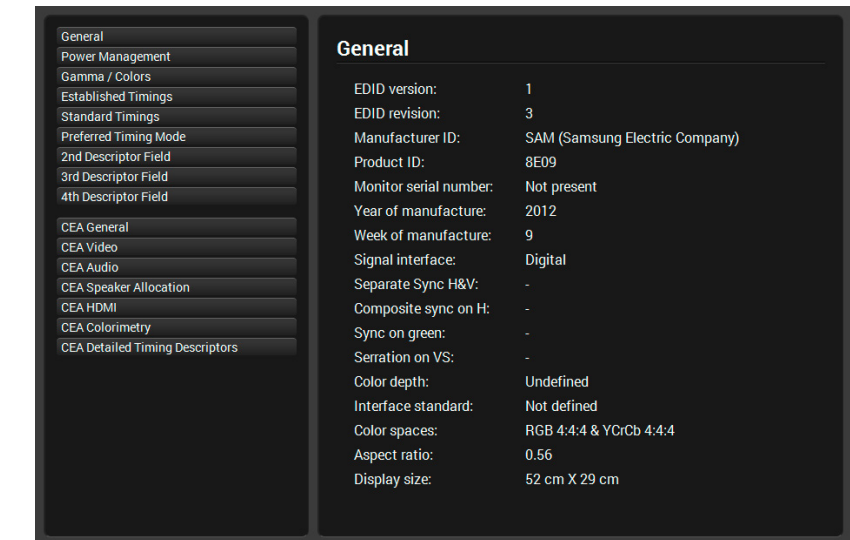 General
Power Management
Gamma / Colors
Established Timings
Standard Timings
Preferred Timing Mode
2nd Descriptor Field
3rd Descriptor Field
4th Descriptor Field
CEA General
CEA Video
CEA Audio
CEA Speaker Allocation
CEA HDMI
CEA Colorimetry
CEA Detailed Timing Descriptors
General
EDID version: 1
EDID revision: 3
Manufacturer ID: SAM (Samsung Electric Company)
Product ID: 8E09
Monitor serial number: Not present
Year of manufacture: 2012
Week of manufacture: 9
Signal interface: Digital
Separate Sync H&V: -
Composite sync on H: -
Sync on green: -
Serration on VS: -
Color depth: Undefined
Interface standard: Not defined
Color spaces: RGB 4:4:4 & YCrCb 4:4:4
Aspect ratio: 0.56
Display size: 52 cm X 29 cm